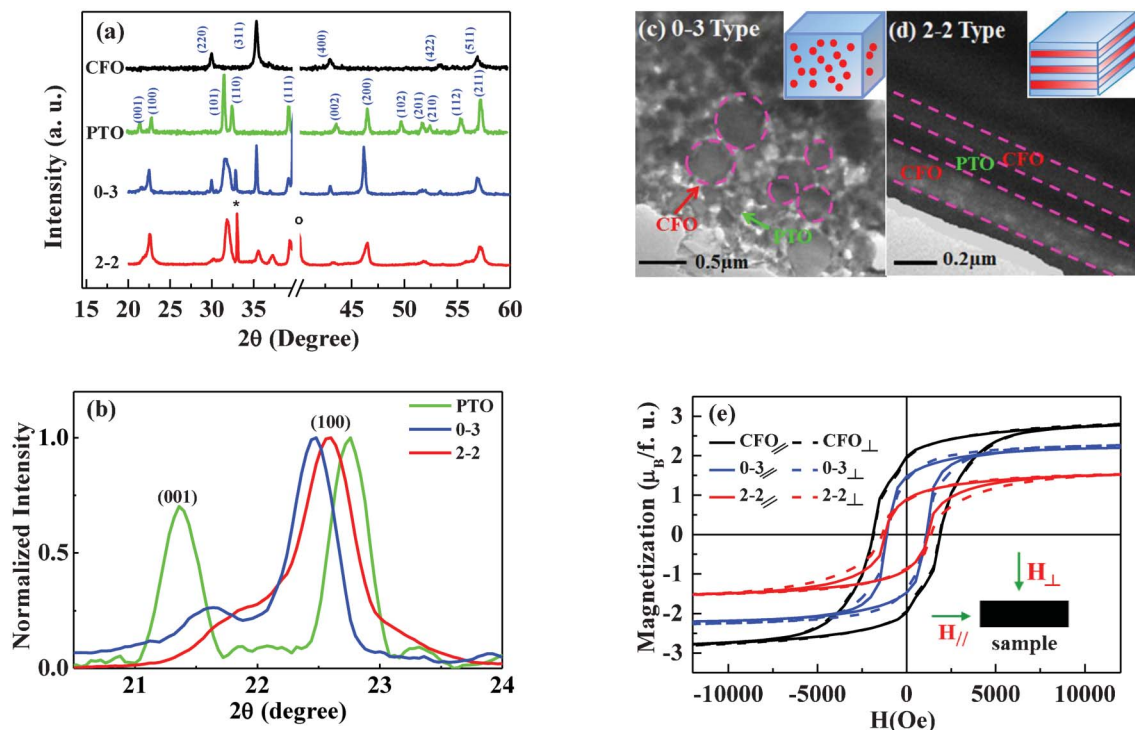 (a)
(220)
(311)
(400)
(422)
(511)
CFO
(001)
(100)
(101)
(110)
(111)
(002)
(200)
(102)
(201)
(210)
(112)
(211)
PTO
0-3
*
o
2-2
Intensity (a. u.)
15 20 25 30 35 45 50 55 60
2θ (Degree)
(b)
(001)
(100)
PTO
0-3
2-2
Normalized Intensity
1.0
0.5
0.0
21 22 23 24
2θ (degree)
(c) 0-3 Type
CFO
PTO
0.5μm
(d) 2-2 Type
CFO
PTO
CFO
0.2μm
(e)
CFO∥ CFO⊥
0-3∥ 0-3⊥
2-2∥ 2-2⊥
H⊥
H//
sample
Magnetization (μB/f. u.)
3
2
1
0
-1
-2
-3
-10000 -5000 0 5000 10000
H(Oe)